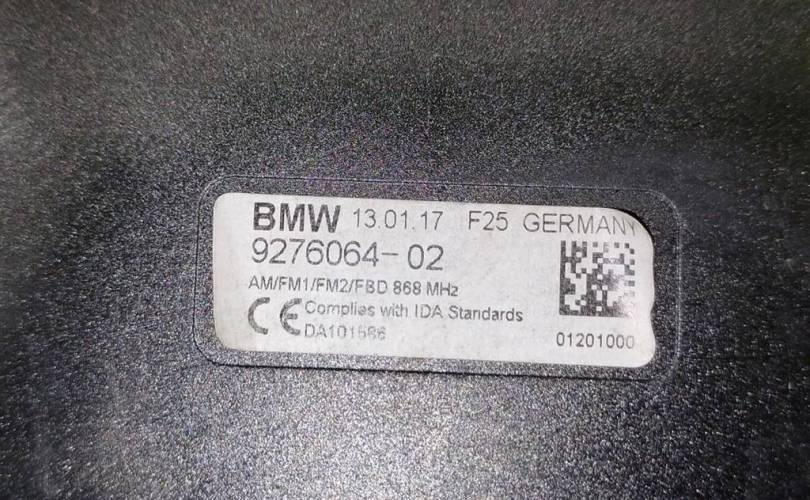 BMW 13.01.17 F25 GERMANY
9276064-02
AM/FM1/FM2/FBD 868 MHz
CE Complies with IDA Standards
01201000